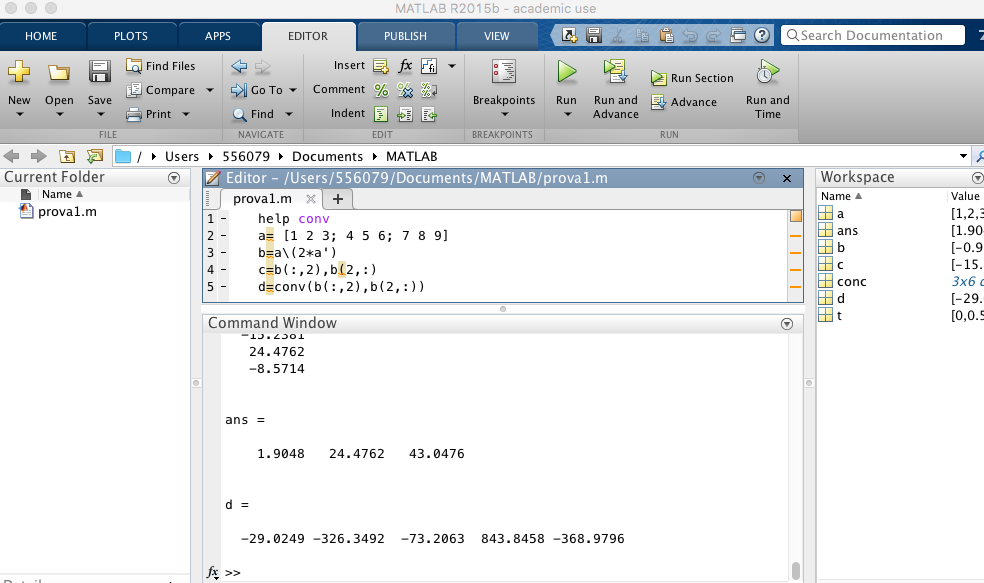 MATLAB R2015b - academic use
HOME PLOTS APPS EDITOR PUBLISH VIEW Search Documentation
New Open Save Find Files Compare Print Go To Find Insert fx Comment Indent Breakpoints Run Run and Advance Run Section Advance Run and Time
FILE NAVIGATE EDIT BREAKPOINTS RUN
/ Users 556079 Documents MATLAB
Current Folder
Name
prova1.m
Editor - /Users/556079/Documents/MATLAB/prova1.m
prova1.m
1 - help conv
2 - a= [1 2 3; 4 5 6; 7 8 9]
3 - b=a\(2*a')
4 - c=b(:,2),b(2,:)
5 - d=conv(b(:,2),b(2,:))
Command Window
-15.2381
24.4762
-8.5714
ans =
1.9048 24.4762 43.0476
d =
-29.0249 -326.3492 -73.2063 843.8458 -368.9796
fx >>
Workspace
Name Value
a [1,2,3
ans [1.90
b [-0.9
c [-15.
conc 3x6
d [-29.
t [0,0.5